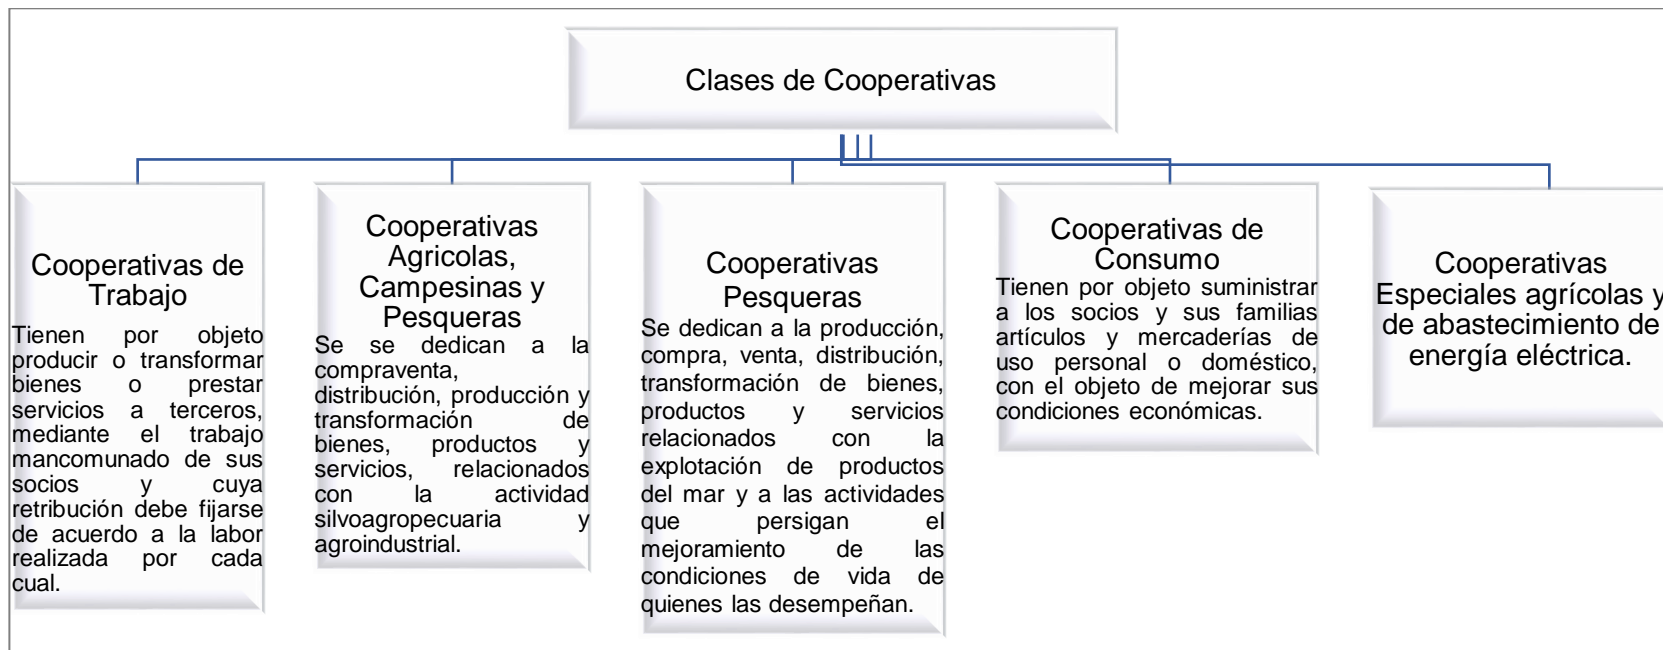 Clases de Cooperativas
Cooperativas de
Trabajo
Tienen por objeto
producir o transformar
bienes o prestar
servicios a terceros,
mediante el trabajo
mancomunado de sus
socios y cuya
retribución debe fijarse
de acuerdo a la labor
realizada por cada
cual.
Cooperativas
Agricolas,
Campesinas y
Pesqueras
Se se dedican a la
compraventa,
distribución, producción y
transformación de
bienes, productos y
servicios, relacionados
con la actividad
silvoagropecuaria y
agroindustrial.
Cooperativas
Pesqueras
Se dedican a la producción,
compra, venta, distribución,
transformación de bienes,
productos y servicios
relacionados con la
explotación de productos
del mar y a las actividades
que persigan el
mejoramiento de las
condiciones de vida de
quienes las desempeñan.
Cooperativas de
Consumo
Tienen por objeto suministrar
a los socios y sus familias
artículos y mercaderías de
uso personal o doméstico,
con el objeto de mejorar sus
condiciones económicas.
Cooperativas
Especiales agrícolas y
de abastecimiento de
energía eléctrica.